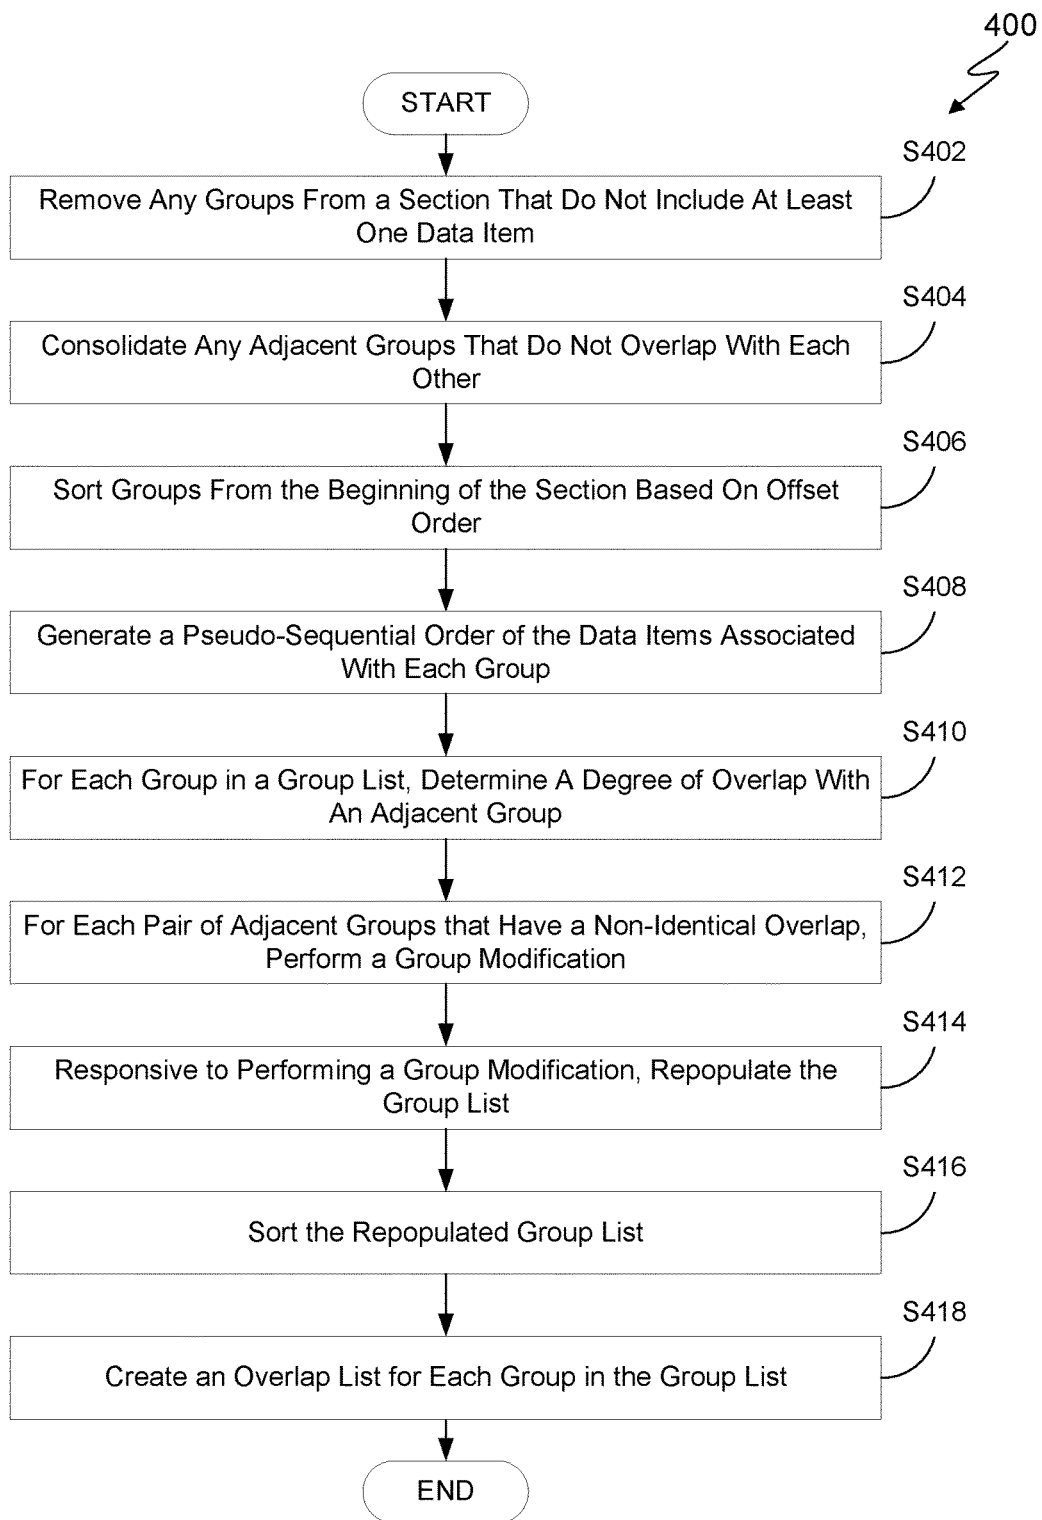 400
START
S402
Remove Any Groups From a Section That Do Not Include At Least
One Data Item
S404
Consolidate Any Adjacent Groups That Do Not Overlap With Each
Other
S406
Sort Groups From the Beginning of the Section Based On Offset
Order
S408
Generate a Pseudo-Sequential Order of the Data Items Associated
With Each Group
S410
For Each Group in a Group List, Determine A Degree of Overlap With
An Adjacent Group
S412
For Each Pair of Adjacent Groups that Have a Non-Identical Overlap,
Perform a Group Modification
S414
Responsive to Performing a Group Modification, Repopulate the
Group List
S416
Sort the Repopulated Group List
S418
Create an Overlap List for Each Group in the Group List
END